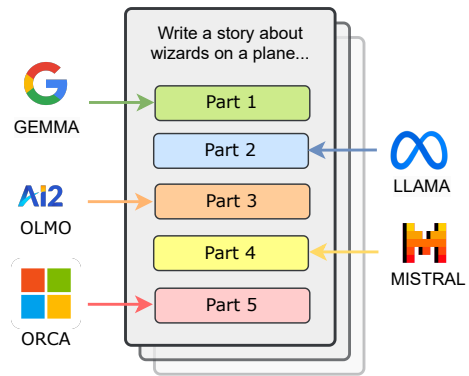 Write a story about
wizards on a plane...
Part 1
GEMMA
Part 2
LLAMA
Ai2
Part 3
OLMO
Part 4
MISTRAL
Part 5
ORCA